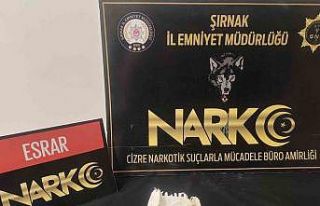 ŞIRNAK
İL EMNİYET MÜDÜRLÜĞÜ
NARKO
CİZRE NARKOTİK SUÇLARLA MÜCADELE BÜRO AMİRLİĞİ
ESRAR
NARKO